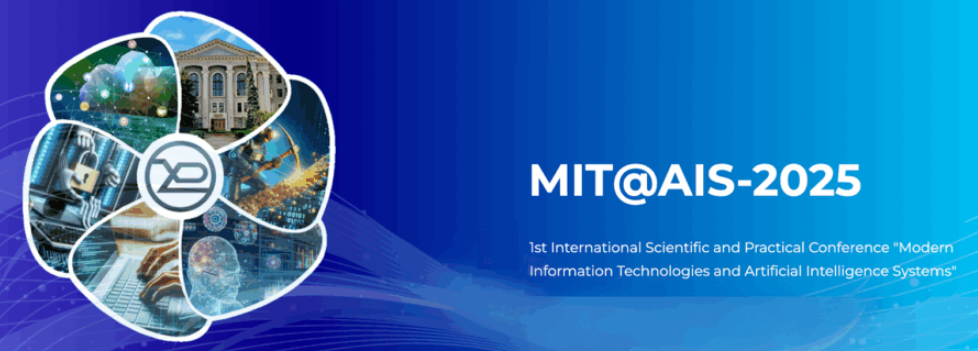 MIT@AIS-2025
1st International Scientific and Practical Conference "Modern
Information Technologies and Artificial Intelligence Systems"